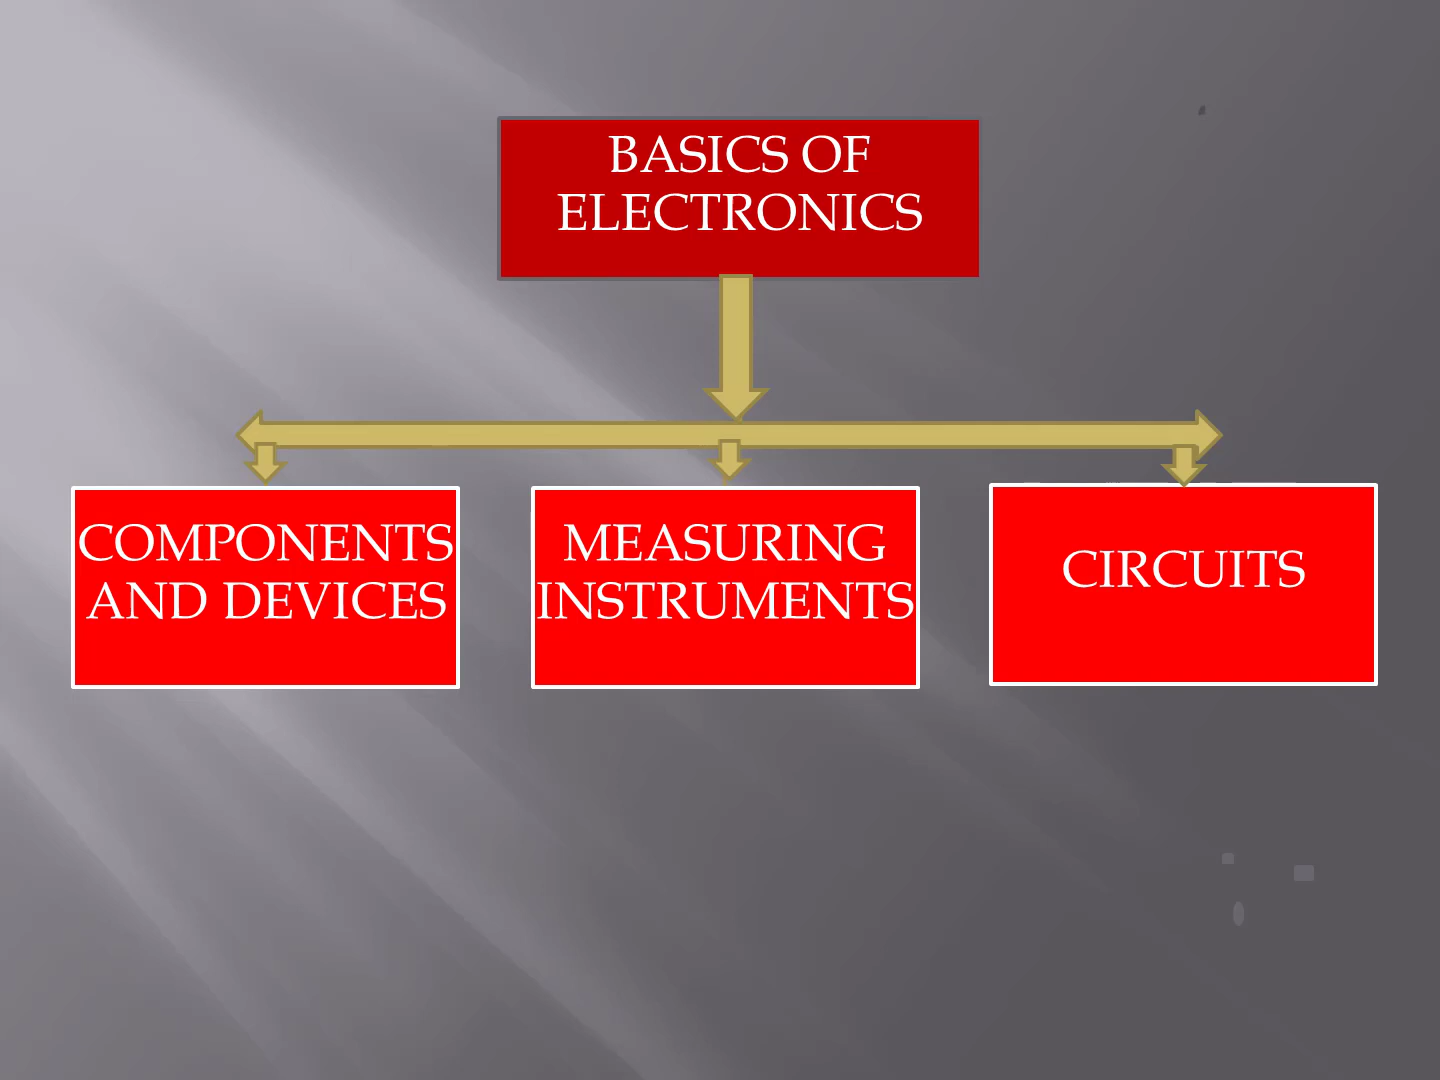 BASICS OF
ELECTRONICS
COMPONENTS
AND DEVICES
MEASURING
INSTRUMENTS
CIRCUITS